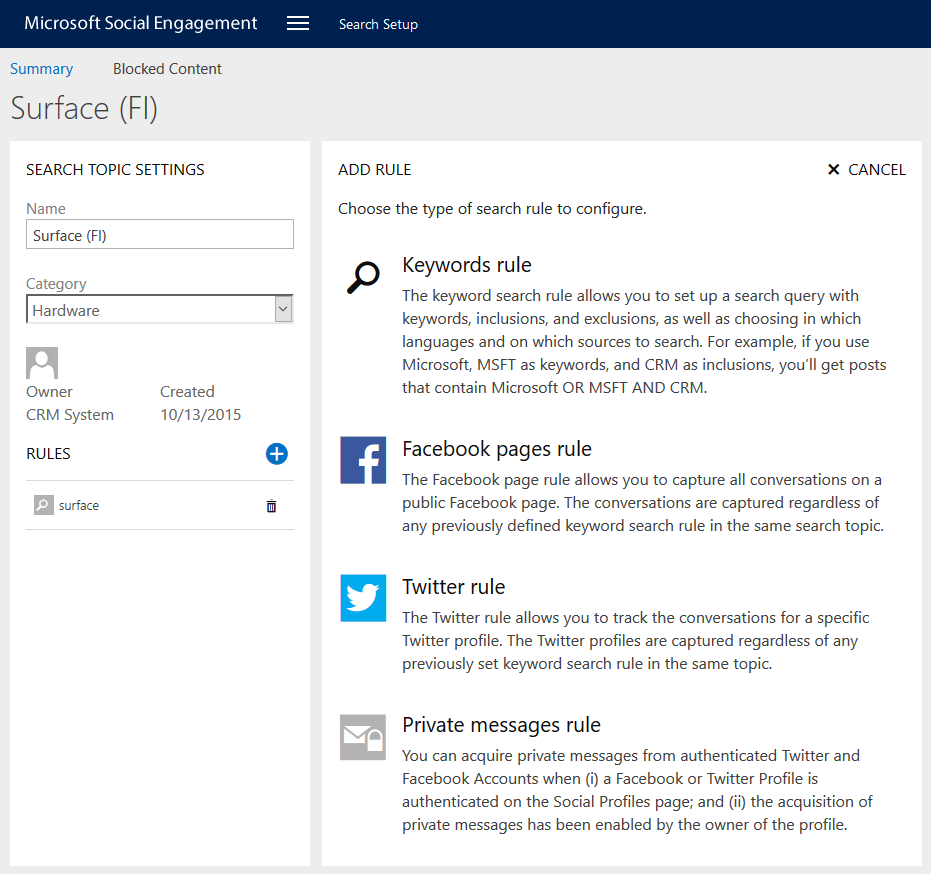 Microsoft Social Engagement
Search Setup
Summary
Blocked Content
Surface (FI)
SEARCH TOPIC SETTINGS
Name
Surface (FI)
Category
Hardware
Owner
Created
CRM System
10/13/2015
RULES
surface
ADD RULE
CANCEL
Choose the type of search rule to configure.
Keywords rule
The keyword search rule allows you to set up a search query with
keywords, inclusions, and exclusions, as well as choosing in which
languages and on which sources to search. For example, if you use
Microsoft, MSFT as keywords, and CRM as inclusions, you’ll get posts
that contain Microsoft OR MSFT AND CRM.
Facebook pages rule
The Facebook page rule allows you to capture all conversations on a
public Facebook page. The conversations are captured regardless of
any previously defined keyword search rule in the same search topic.
Twitter rule
The Twitter rule allows you to track the conversations for a specific
Twitter profile. The Twitter profiles are captured regardless of any
previously set keyword search rule in the same topic.
Private messages rule
You can acquire private messages from authenticated Twitter and
Facebook Accounts when (i) a Facebook or Twitter Profile is
authenticated on the Social Profiles page; and (ii) the acquisition of
private messages has been enabled by the owner of the profile.